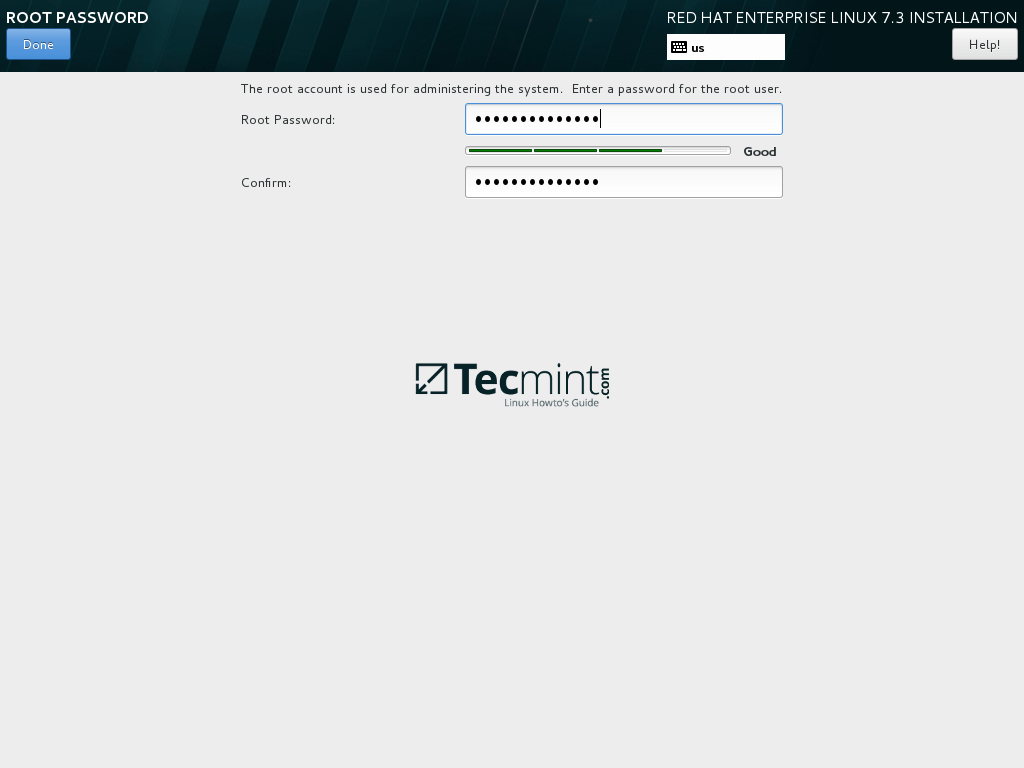 ROOT PASSWORD
RED HAT ENTERPRISE LINUX 7.3 INSTALLATION
Done
us
Help!
The root account is used for administering the system.  Enter a password for the root user.
Root Password:
●●●●●●●●●●●●●●
Good
Confirm:
●●●●●●●●●●●●●●
Tecmint.com
Linux Howto's Guide